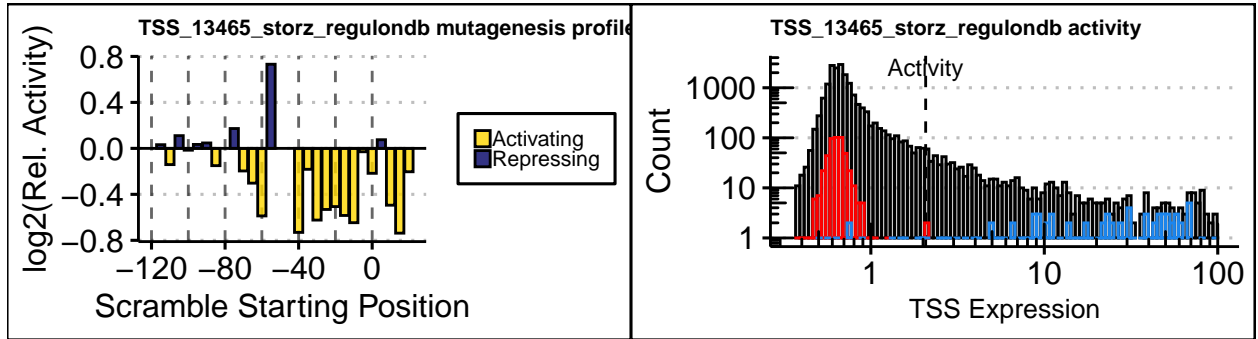 TSS_13465_storz_regulondb mutagenesis profile
log2(Rel. Activity)
0.8
0.4
0.0
−0.4
−0.8
−120
−80
−40
0
Scramble Starting Position
Activating
Repressing
TSS_13465_storz_regulondb activity
Activity
Count
1000
100
10
1
1
10
100
TSS Expression